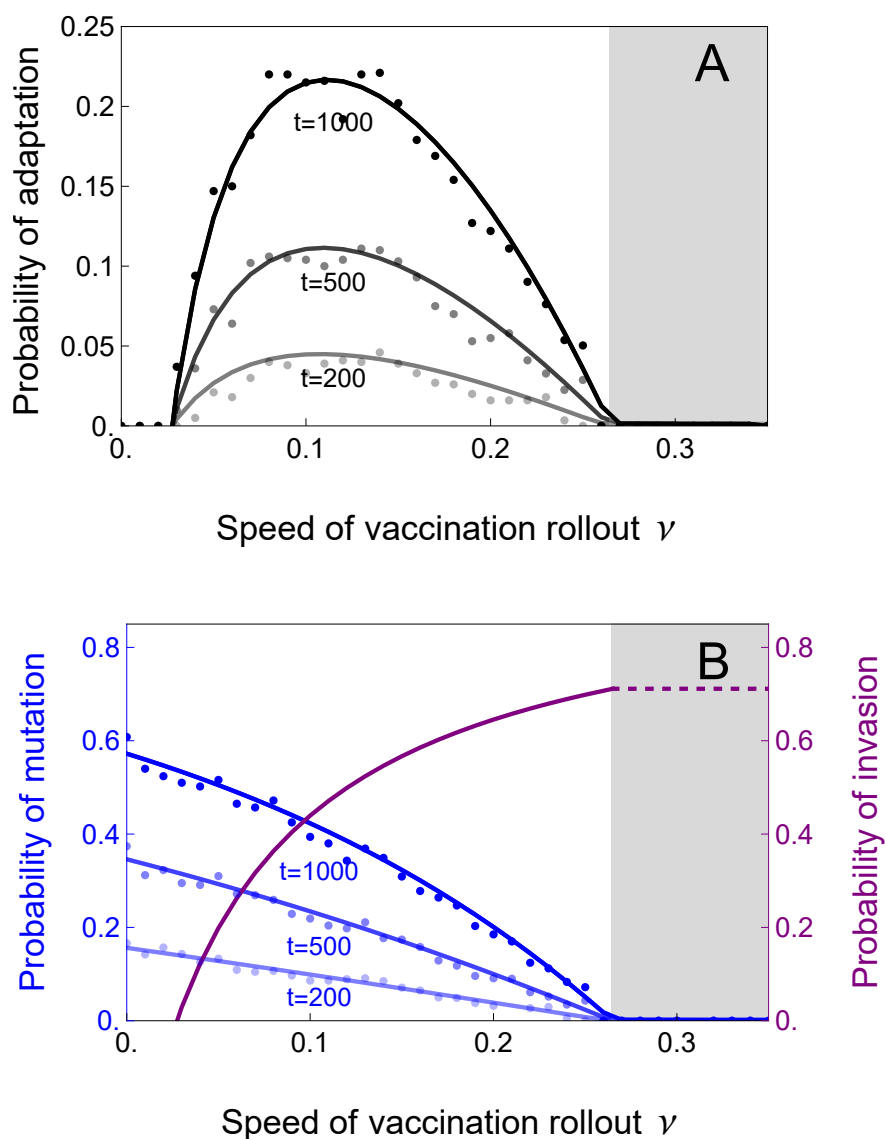 A
Probability of adaptation
0.25
0.2
0.15
0.1
0.05
0.
t=1000
t=500
t=200
0.
0.1
0.2
0.3
Speed of vaccination rollout ν
B
Probability of mutation
0.8
0.6
0.4
0.2
0.
t=1000
t=500
t=200
0.8
0.6
0.4
0.2
0.
Probability of invasion
0.
0.1
0.2
0.3
Speed of vaccination rollout ν